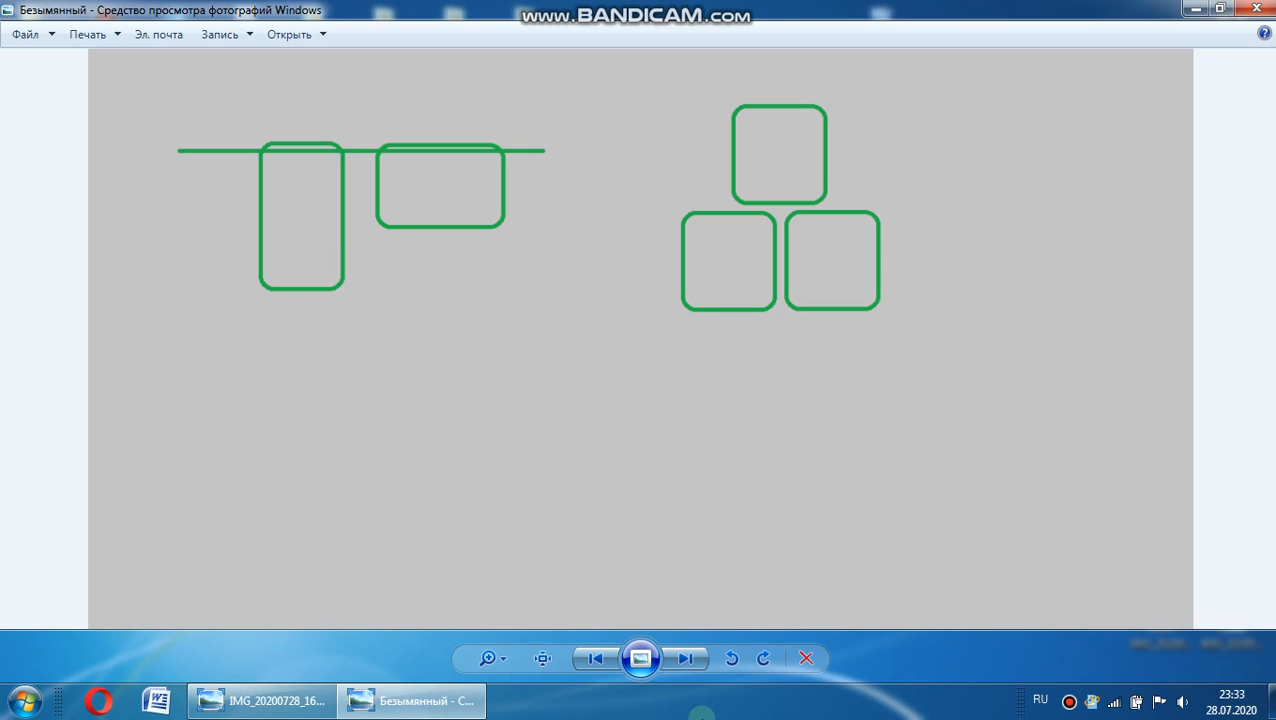 Безымянный - Средство просмотра фотографий Windows
www.BANDICAM.com
Файл Печать Эл. почта Запись Открыть
IMG_20200728_16...
Безымянный - С...
RU
23:33
28.07.2020